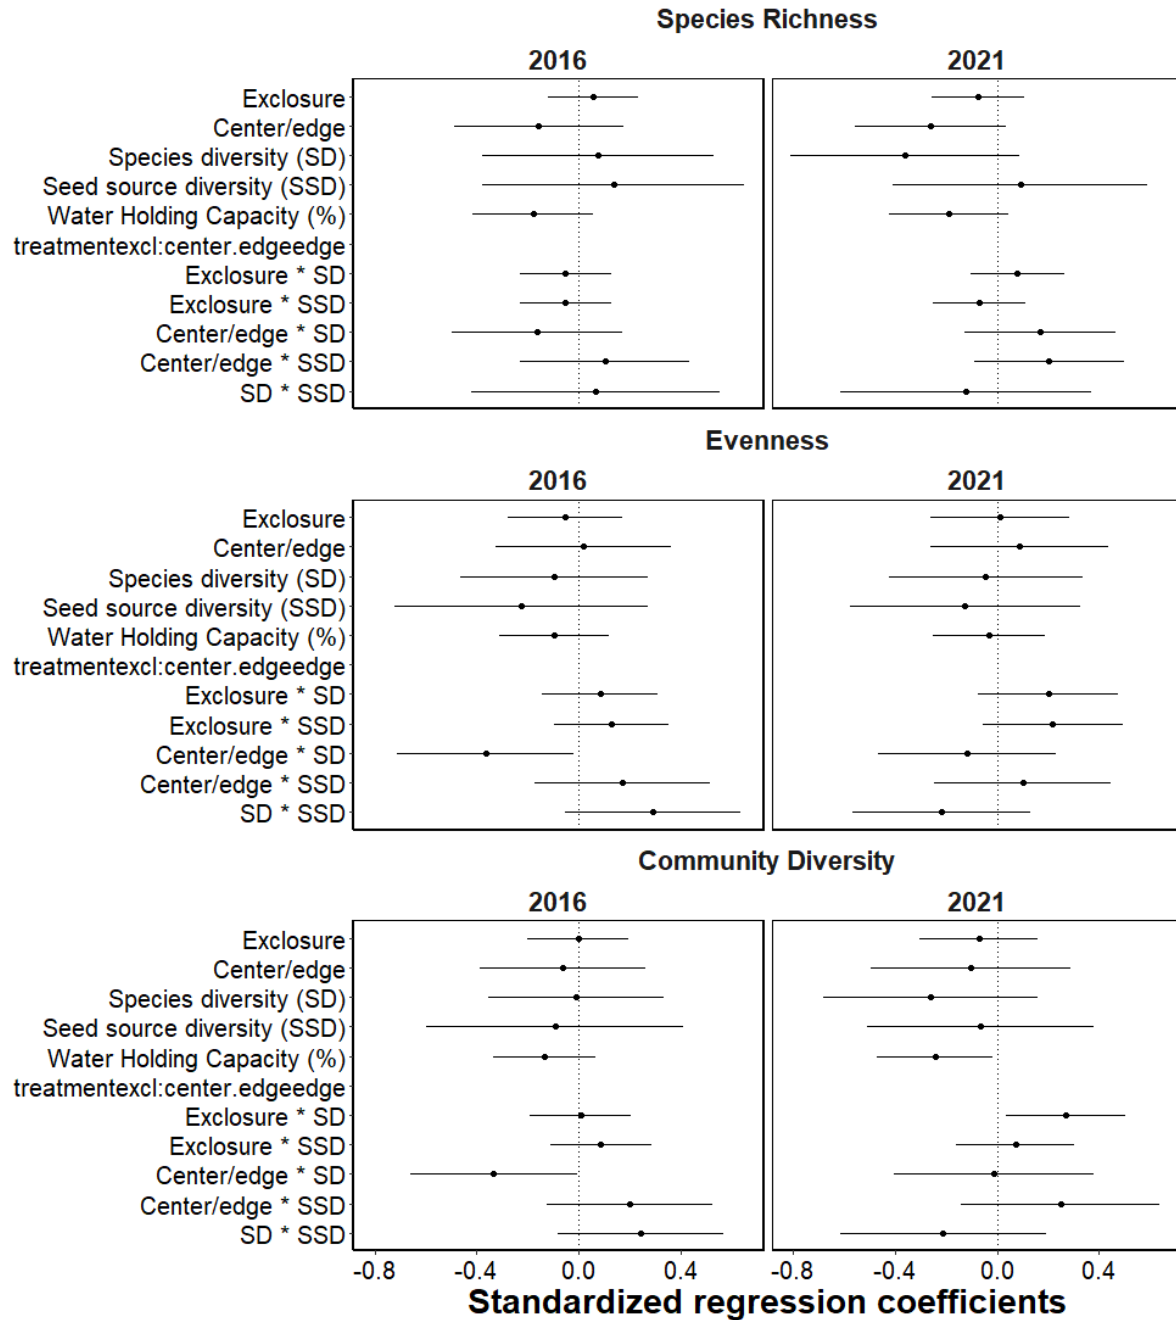 Species Richness
2016 2021
Exclosure
Center/edge
Species diversity (SD)
Seed source diversity (SSD)
Water Holding Capacity (%)
treatmentexcl:center.edgeedge
Exclosure * SD
Exclosure * SSD
Center/edge * SD
Center/edge * SSD
SD * SSD
Evenness
2016 2021
Exclosure
Center/edge
Species diversity (SD)
Seed source diversity (SSD)
Water Holding Capacity (%)
treatmentexcl:center.edgeedge
Exclosure * SD
Exclosure * SSD
Center/edge * SD
Center/edge * SSD
SD * SSD
Community Diversity
2016 2021
Exclosure
Center/edge
Species diversity (SD)
Seed source diversity (SSD)
Water Holding Capacity (%)
treatmentexcl:center.edgeedge
Exclosure * SD
Exclosure * SSD
Center/edge * SD
Center/edge * SSD
SD * SSD
-0.8 -0.4 0.0 0.4 -0.8 -0.4 0.0 0.4
Standardized regression coefficients